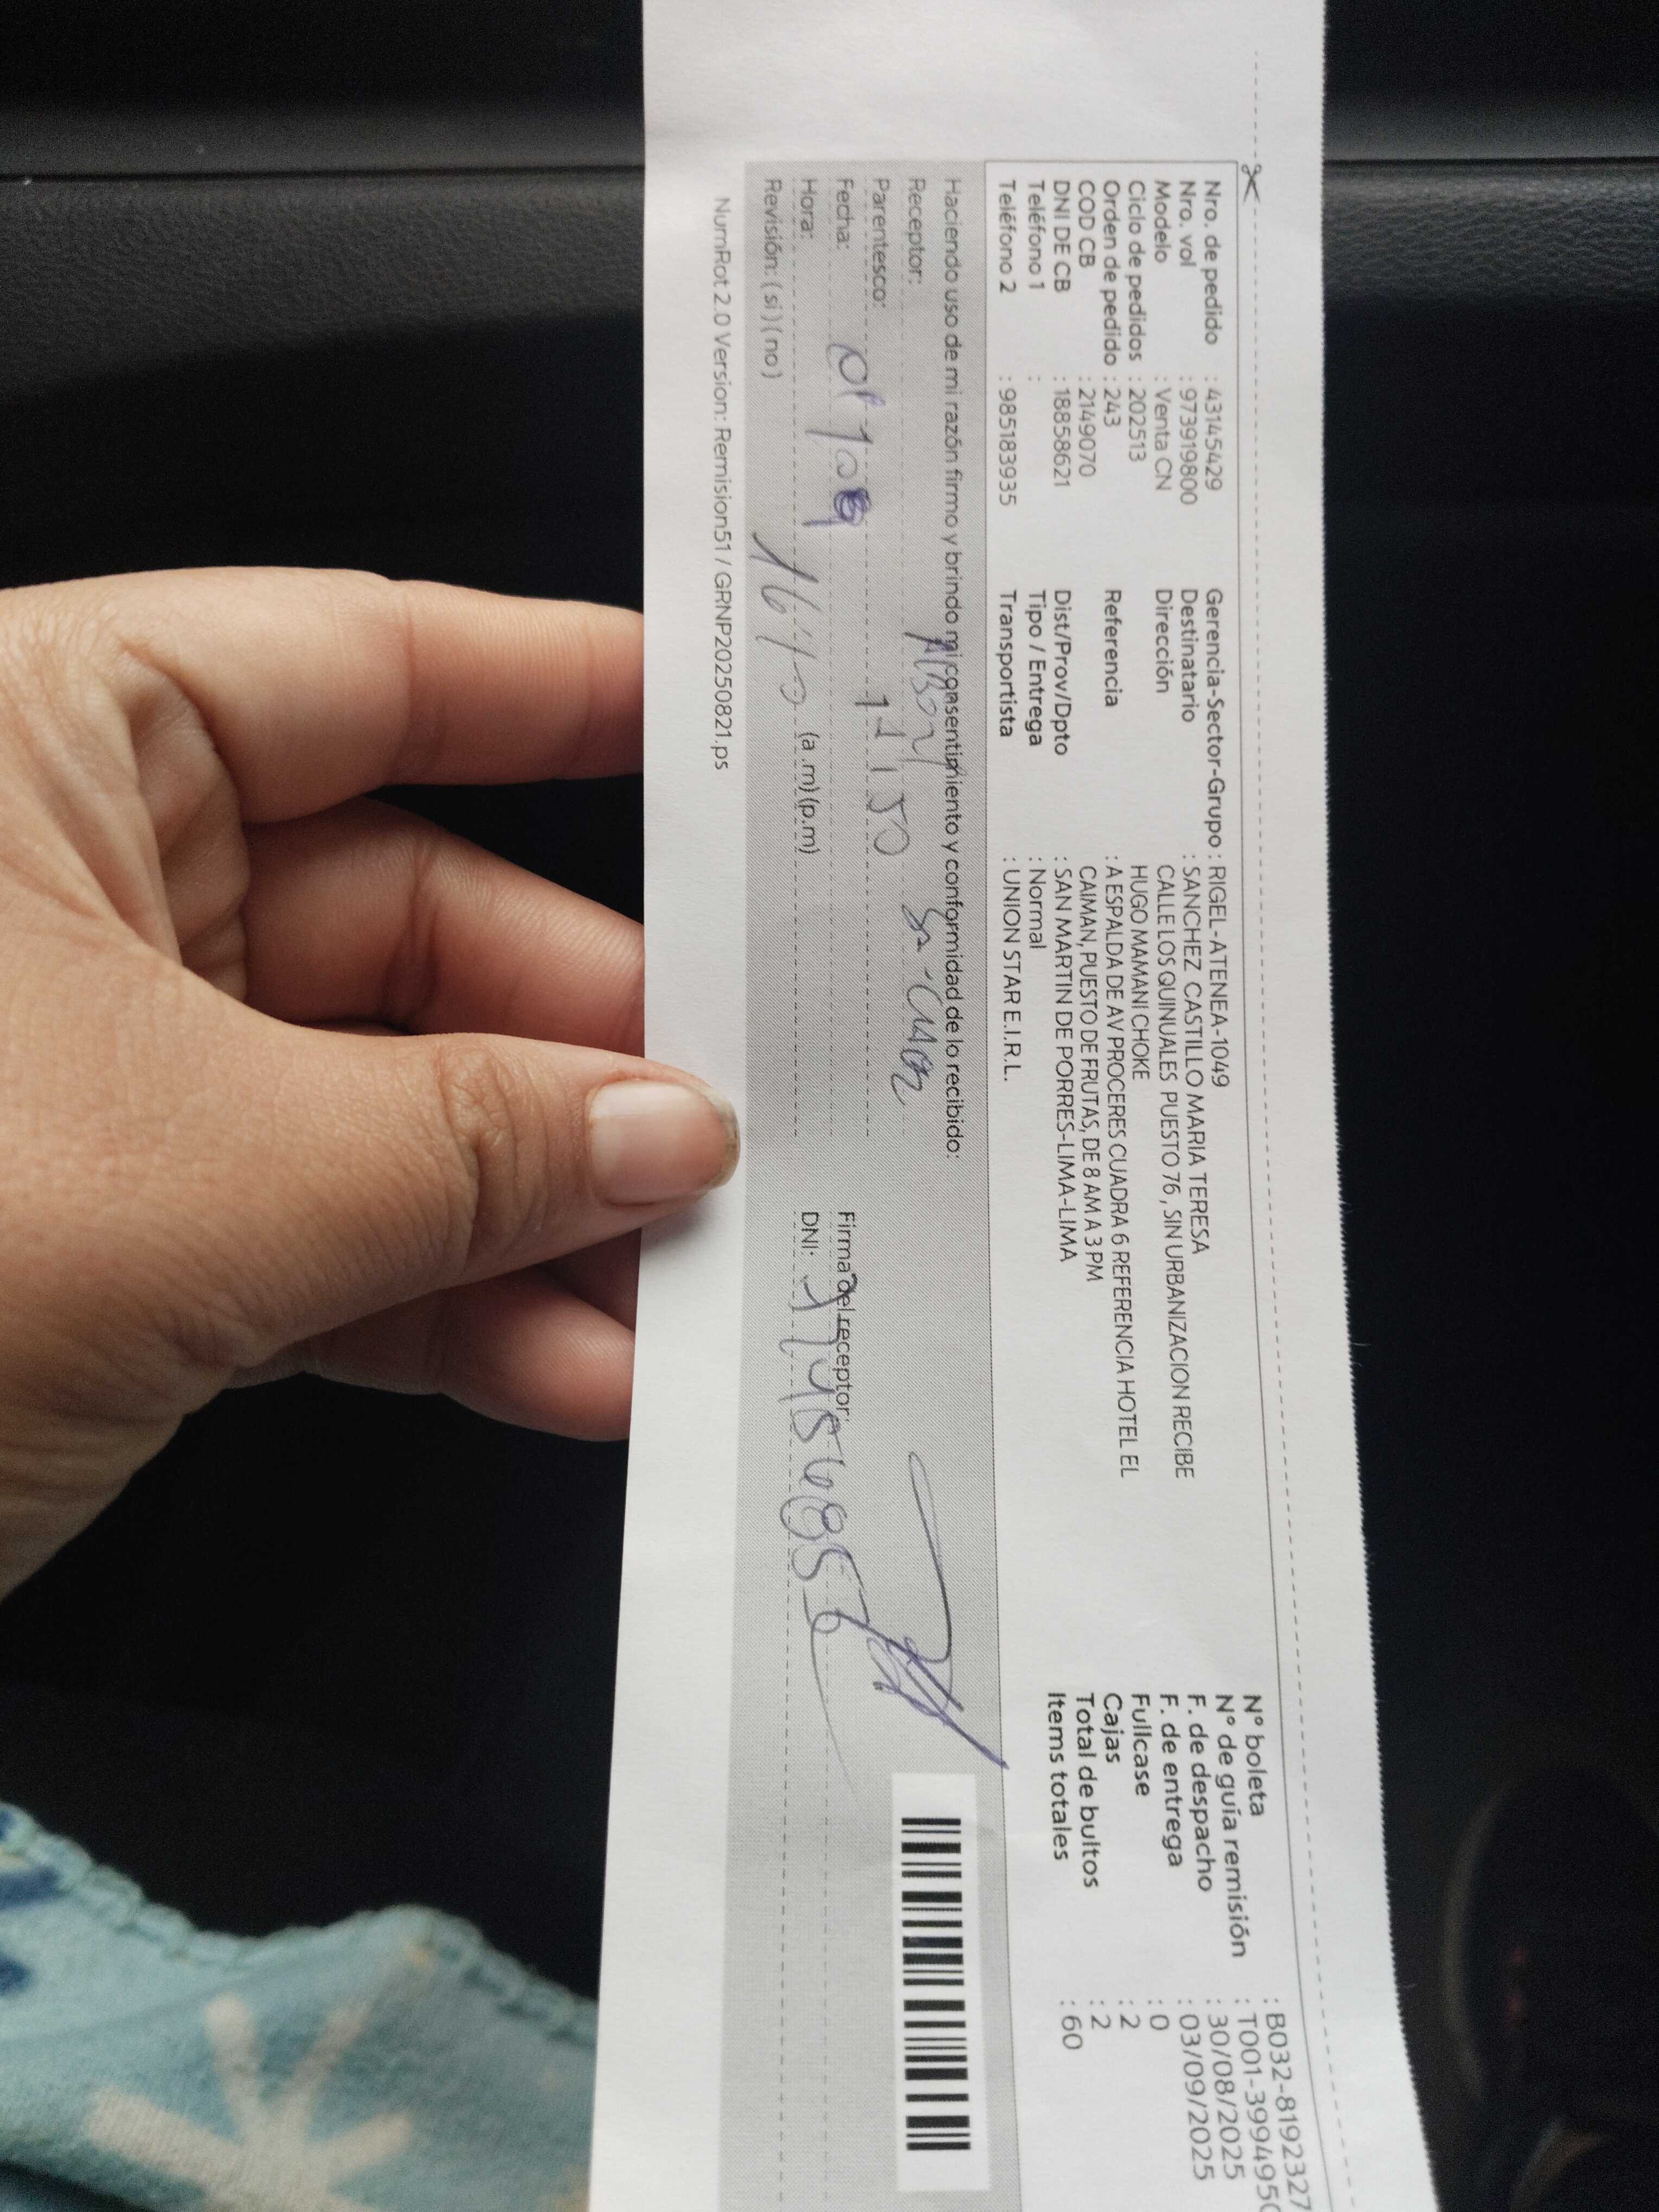 Nro. de pedido : 43145429
Nro. vol : 973919800
Modelo : Venta CN
Ciclo de pedidos : 202513
Orden de pedido : 243
COD CB : 2149070
DNI DE CB : 18858621
Teléfono 1 :
Teléfono 2 : 985183935
Gerencia-Sector-Grupo : RIGEL-ATENEA-1049
Destinatario : SANCHEZ CASTILLO MARIA TERESA
Dirección CALLE LOS QUINUALES PUESTO 76 , SIN URBANIZACION RECIBE
HUGO MAMANI CHOKE
Referencia : A ESPALDA DE AV PROCERES CUADRA 6 REFERENCIA HOTEL EL
CAIMAN, PUESTO DE FRUTAS, DE 8 AM A 3 PM
Dist/Prov/Dpto : SAN MARTIN DE PORRES-LIMA-LIMA
Tipo / Entrega : Normal
Transportista : UNION STAR E.I.R.L.
N° boleta : B032-8192327
N° de guía remisión : T001-3994950
F. de despacho : 30/08/2025
F. de entrega : 03/09/2025
Fullcase : 0
Cajas : 2
Total de bultos : 2
Items totales : 60
Haciendo uso de mi razón firmo y brindo mi consentimiento y conformidad de lo recibido:
Receptor:
Parentesco:
Fecha:
Hora: (a .m)(p.m)
Revisión: ( si ) ( no )
Firma del receptor:
DNI:
NumRot 2.0 Version: Remision51 / GRNP20250821.ps